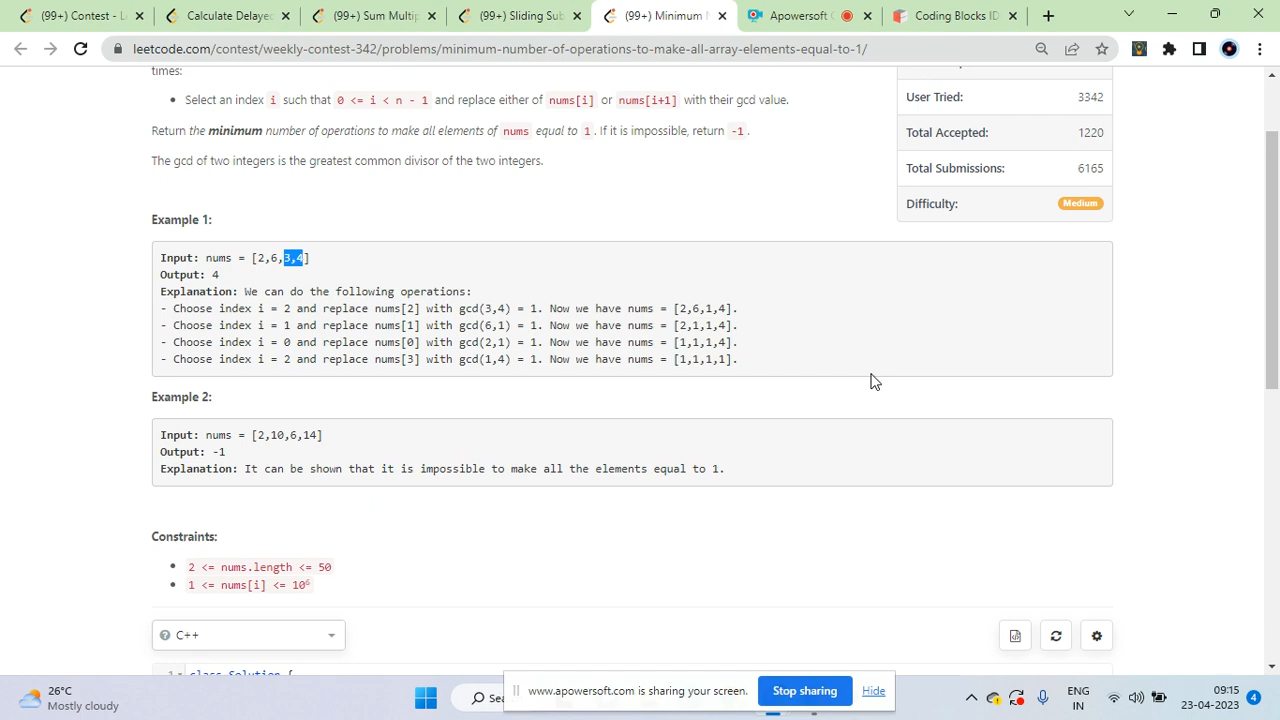 (99+) Contest - L
Calculate Delayed
(99+) Sum Multip
(99+) Sliding Sub
(99+) Minimum N
Apowersoft
Coding Blocks ID
leetcode.com/contest/weekly-contest-342/problems/minimum-number-of-operations-to-make-all-array-elements-equal-to-1/
times:
• Select an index i such that 0 <= i < n - 1 and replace either of nums[i] or nums[i+1] with their gcd value.
Return the minimum number of operations to make all elements of nums equal to 1. If it is impossible, return -1.
The gcd of two integers is the greatest common divisor of the two integers.
User Tried: 3342
Total Accepted: 1220
Total Submissions: 6165
Difficulty: Medium
Example 1:
Input: nums = [2,6,3,4]
Output: 4
Explanation: We can do the following operations:
- Choose index i = 2 and replace nums[2] with gcd(3,4) = 1. Now we have nums = [2,6,1,4].
- Choose index i = 1 and replace nums[1] with gcd(6,1) = 1. Now we have nums = [2,1,1,4].
- Choose index i = 0 and replace nums[0] with gcd(2,1) = 1. Now we have nums = [1,1,1,4].
- Choose index i = 2 and replace nums[3] with gcd(1,4) = 1. Now we have nums = [1,1,1,1].
Example 2:
Input: nums = [2,10,6,14]
Output: -1
Explanation: It can be shown that it is impossible to make all the elements equal to 1.
Constraints:
• 2 <= nums.length <= 50
• 1 <= nums[i] <= 10⁶
C++
1 class Solution {
www.apowersoft.com is sharing your screen. Stop sharing Hide
26°C
Mostly cloudy
Sea
ENG
IN
09:15
23-04-2023
4